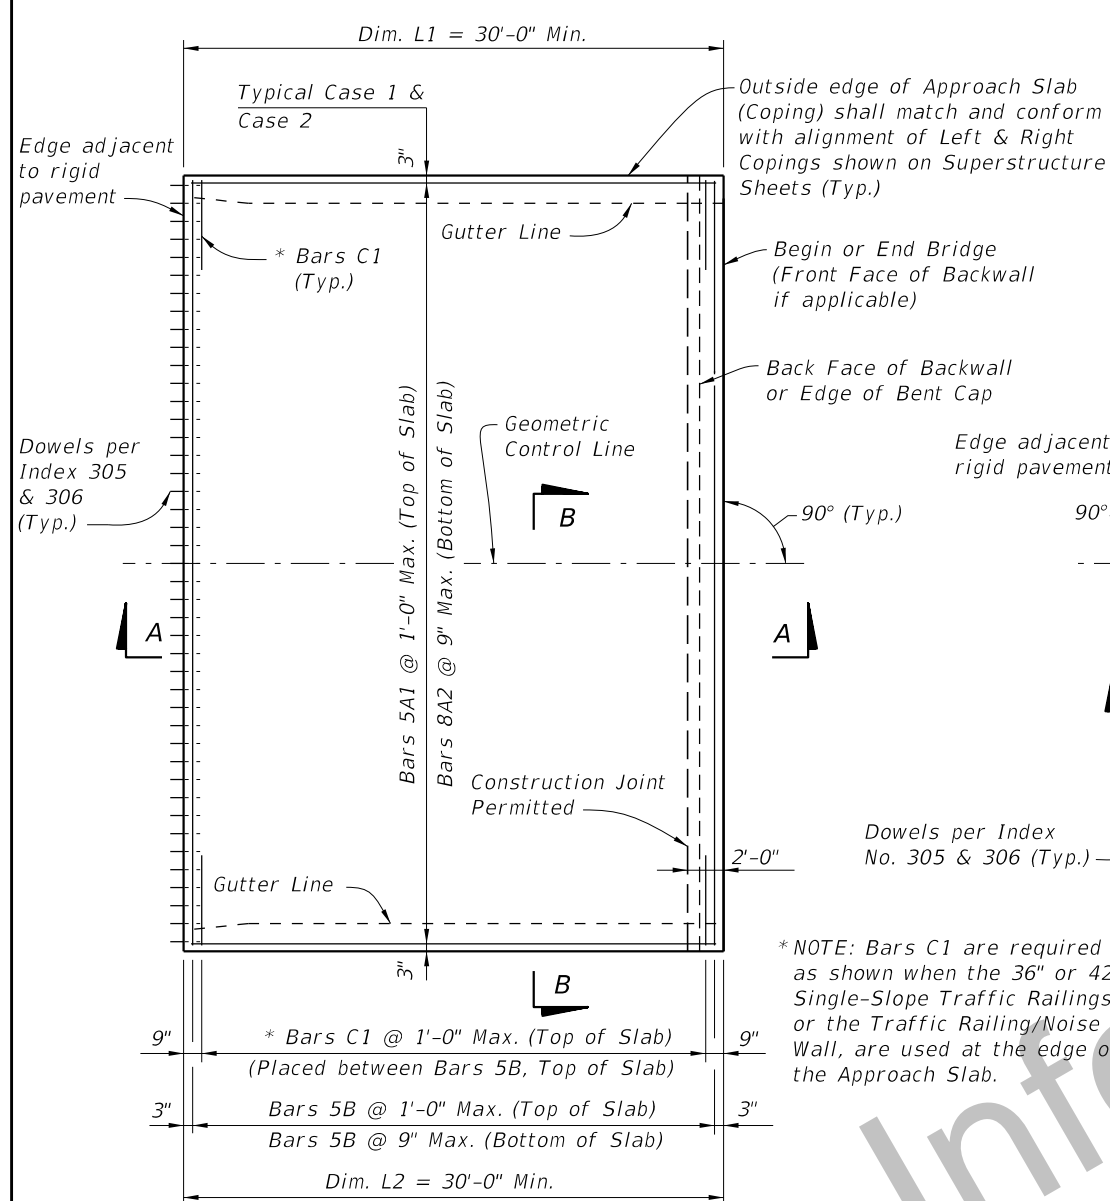 Dim. L1 = 30'-0" Min.
Typical Case 1 &
Case 2
3"
Outside edge of Approach Slab
(Coping) shall match and conform
with alignment of Left & Right
Copings shown on Superstructure
Sheets (Typ.)
Edge adjacent
to rigid
pavement
Gutter Line
* Bars C1
(Typ.)
Begin or End Bridge
(Front Face of Backwall
if applicable)
Back Face of Backwall
or Edge of Bent Cap
Bars 5A1 @ 1'-0" Max. (Top of Slab)
Bars 8A2 @ 9" Max. (Bottom of Slab)
Geometric
Control Line
Dowels per
Index 305
& 306
(Typ.)
Edge adjacent
rigid pavement
B
90° (Typ.)
90°
A
A
Construction Joint
Permitted
2'-0"
Dowels per Index
No. 305 & 306 (Typ.)
Gutter Line
3"
B
* NOTE: Bars C1 are required
as shown when the 36" or 42
Single-Slope Traffic Railings
or the Traffic Railing/Noise
Wall, are used at the edge o
the Approach Slab.
9"
* Bars C1 @ 1'-0" Max. (Top of Slab)
9"
(Placed between Bars 5B, Top of Slab)
3"
Bars 5B @ 1'-0" Max. (Top of Slab)
3"
Bars 5B @ 9" Max. (Bottom of Slab)
Dim. L2 = 30'-0" Min.